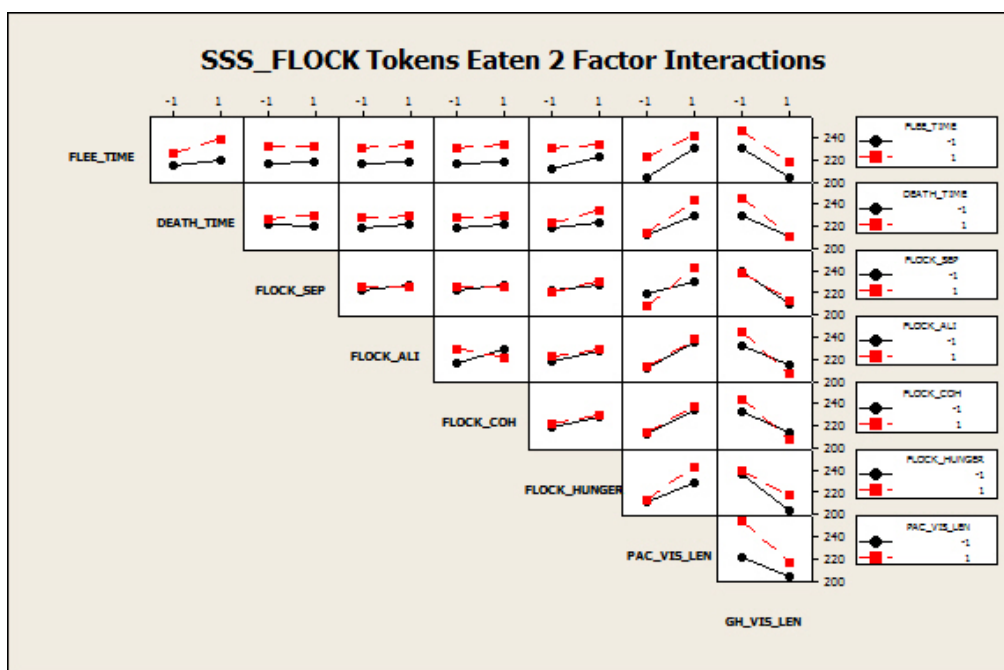 SSS_FLOCK Tokens Eaten 2 Factor Interactions
-1 1 -1 1 -1 1 -1 1 -1 1 -1 1 -1 1
FLEE_TIME
240
220
200
FLEE_TIME
-1
1
DEATH_TIME
240
220
200
DEATH_TIME
-1
1
FLOCK_SEP
240
220
200
FLOCK_SEP
-1
1
FLOCK_ALI
240
220
200
FLOCK_ALI
-1
1
FLOCK_COH
240
220
200
FLOCK_COH
-1
1
FLOCK_HUNGER
240
220
200
FLOCK_HUNGER
-1
1
PAC_VIS_LEN
240
220
200
PAC_VIS_LEN
-1
1
GH_VIS_LEN